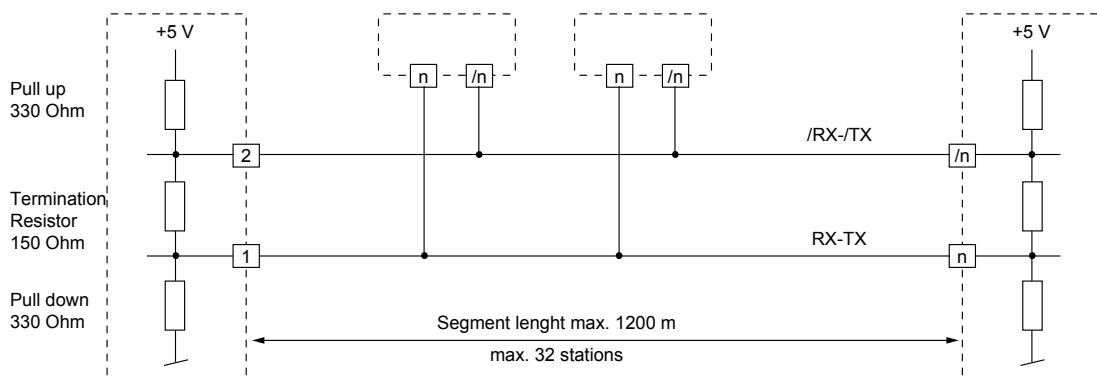 +5 V
+5 V
n
/n
n
/n
Pull up
330 Ohm
/RX-/TX
2
/n
Termination
Resistor
150 Ohm
RX-TX
1
n
Pull down
330 Ohm
Segment lenght max. 1200 m
max. 32 stations